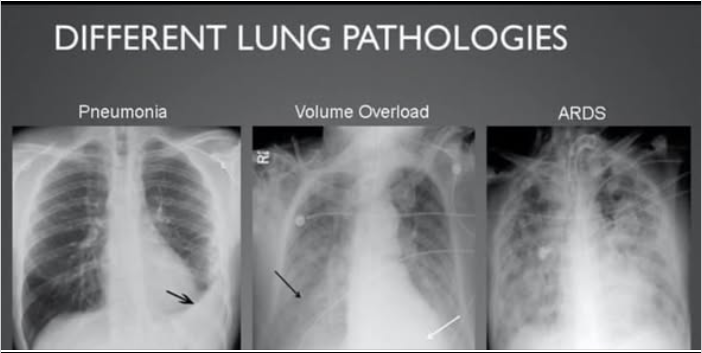 DIFFERENT LUNG PATHOLOGIES
Pneumonia
Volume Overload
ARDS